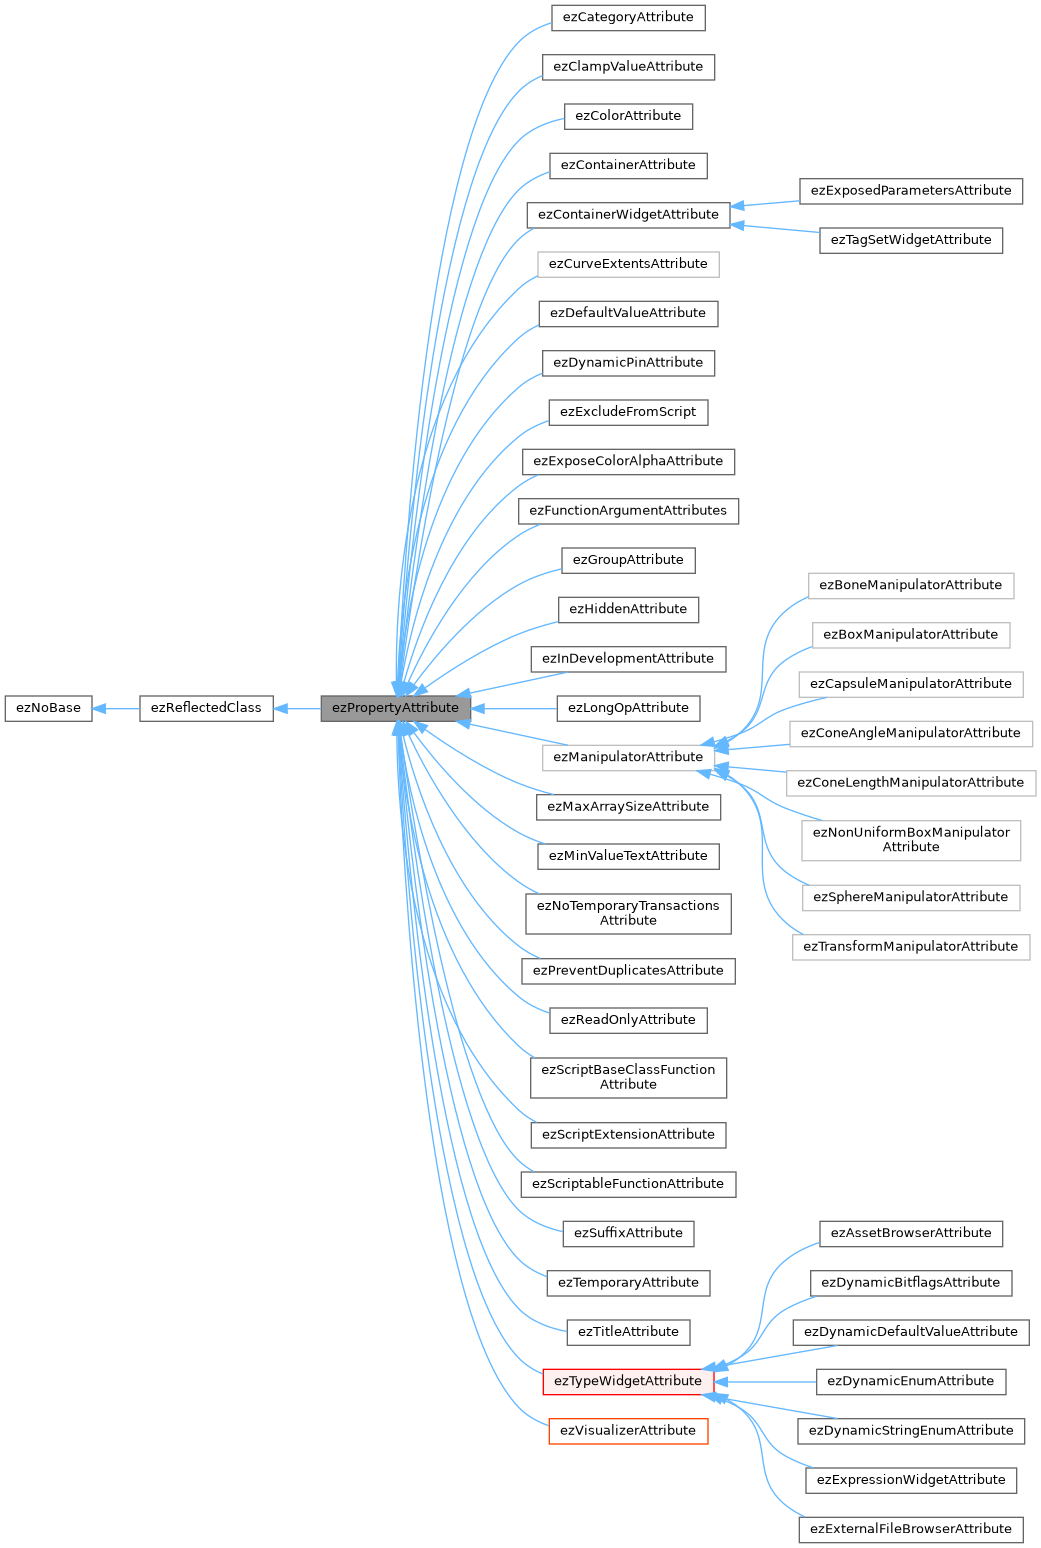 ezNoBase
ezReflectedClass
ezPropertyAttribute
ezCategoryAttribute
ezClampValueAttribute
ezColorAttribute
ezContainerAttribute
ezContainerWidgetAttribute
ezExposedParametersAttribute
ezTagSetWidgetAttribute
ezCurveExtentsAttribute
ezDefaultValueAttribute
ezDynamicPinAttribute
ezExcludeFromScript
ezExposeColorAlphaAttribute
ezFunctionArgumentAttributes
ezGroupAttribute
ezHiddenAttribute
ezInDevelopmentAttribute
ezLongOpAttribute
ezManipulatorAttribute
ezBoneManipulatorAttribute
ezBoxManipulatorAttribute
ezCapsuleManipulatorAttribute
ezConeAngleManipulatorAttribute
ezConeLengthManipulatorAttribute
ezNonUniformBoxManipulator
Attribute
ezSphereManipulatorAttribute
ezTransformManipulatorAttribute
ezMaxArraySizeAttribute
ezMinValueTextAttribute
ezNoTemporaryTransactions
Attribute
ezPreventDuplicatesAttribute
ezReadOnlyAttribute
ezScriptBaseClassFunction
Attribute
ezScriptExtensionAttribute
ezScriptableFunctionAttribute
ezSuffixAttribute
ezTemporaryAttribute
ezTitleAttribute
ezTypeWidgetAttribute
ezAssetBrowserAttribute
ezDynamicBitflagsAttribute
ezDynamicDefaultValueAttribute
ezDynamicEnumAttribute
ezDynamicStringEnumAttribute
ezExpressionWidgetAttribute
ezExternalFileBrowserAttribute
ezVisualizerAttribute